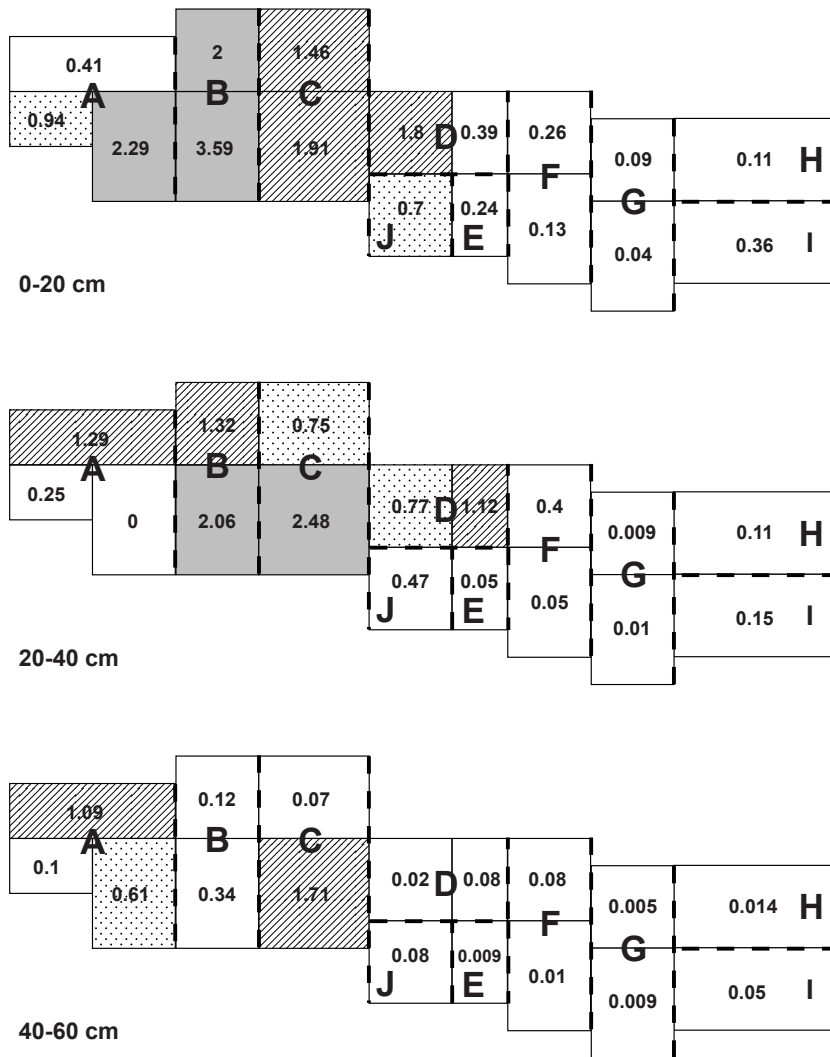 2 1.46
0.41
A B C
0.94 1.8 D 0.39 0.26
2.29 3.59 1.91 0.09 0.11 H
F
0.7 0.24 G
J E 0.13 0.04 0.36 I
0-20 cm
1.29 1.32 0.75
A B C
0.25 0.77 D 1.12 0.4
0 2.06 2.48 0.009 0.11 H
F
0.47 0.05 G
J E 0.05 0.01 0.15 I
20-40 cm
1.09 0.12 0.07
A B C
0.1 0.02 D 0.08 0.08
0.61 0.34 1.71 0.005 0.014 H
F
0.08 0.009 G
J E 0.01 0.009 0.05 I
40-60 cm